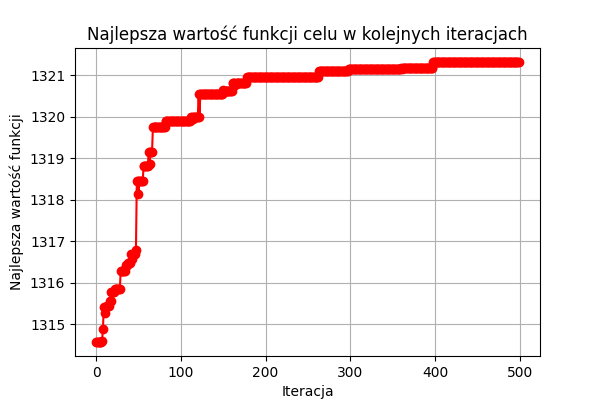 Najlepsza wartość funkcji celu w kolejnych iteracjach
Najlepsza wartość funkcji
1321
1320
1319
1318
1317
1316
1315
0 100 200 300 400 500
Iteracja